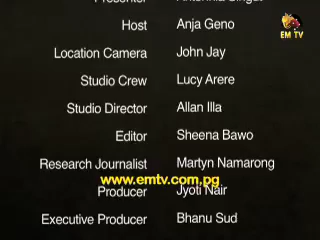 EM TV
Host Anja Geno
Location Camera John Jay
Studio Crew Lucy Arere
Studio Director Allan Illa
Editor Sheena Bawo
Research Journalist Martyn Namarong
www.emtv.com.pg
Producer Jyoti Nair
Executive Producer Bhanu Sud